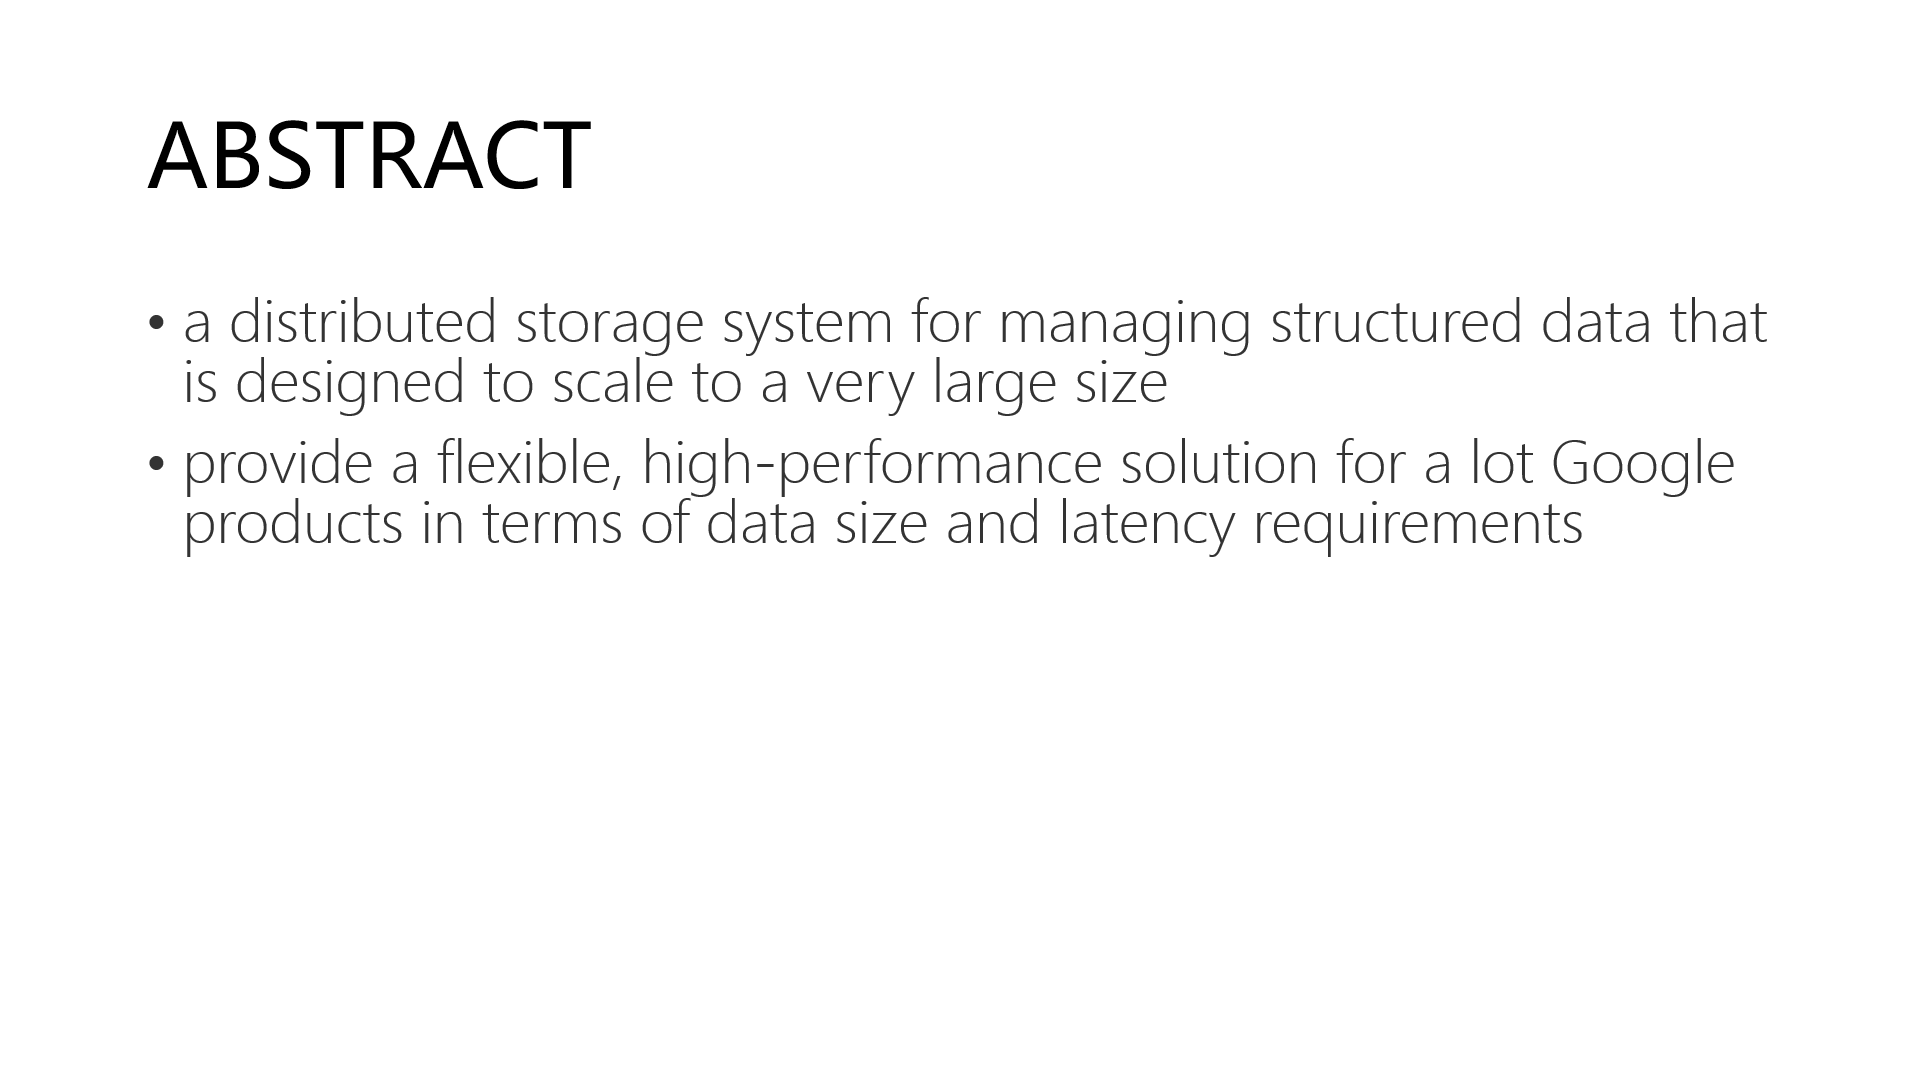 ABSTRACT
• a distributed storage system for managing structured data that
is designed to scale to a very large size
• provide a flexible, high-performance solution for a lot Google
products in terms of data size and latency requirements